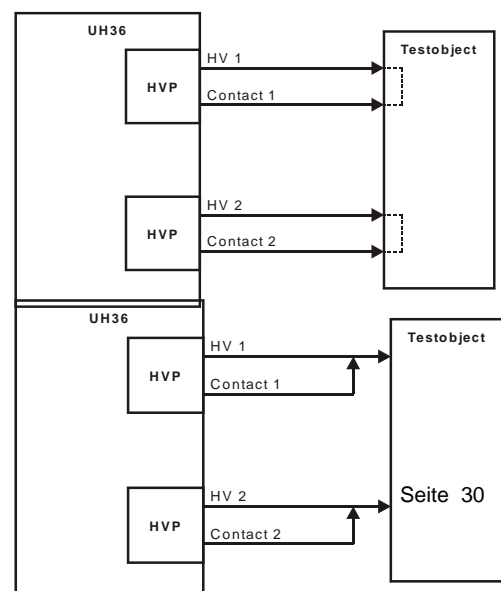 UH36
HV 1
Testobject
HVP
Contact 1
HV 2
HVP
Contact 2
UH36
HV 1
Testobject
HVP
Contact 1
HV 2
Seite 30
HVP
Contact 2